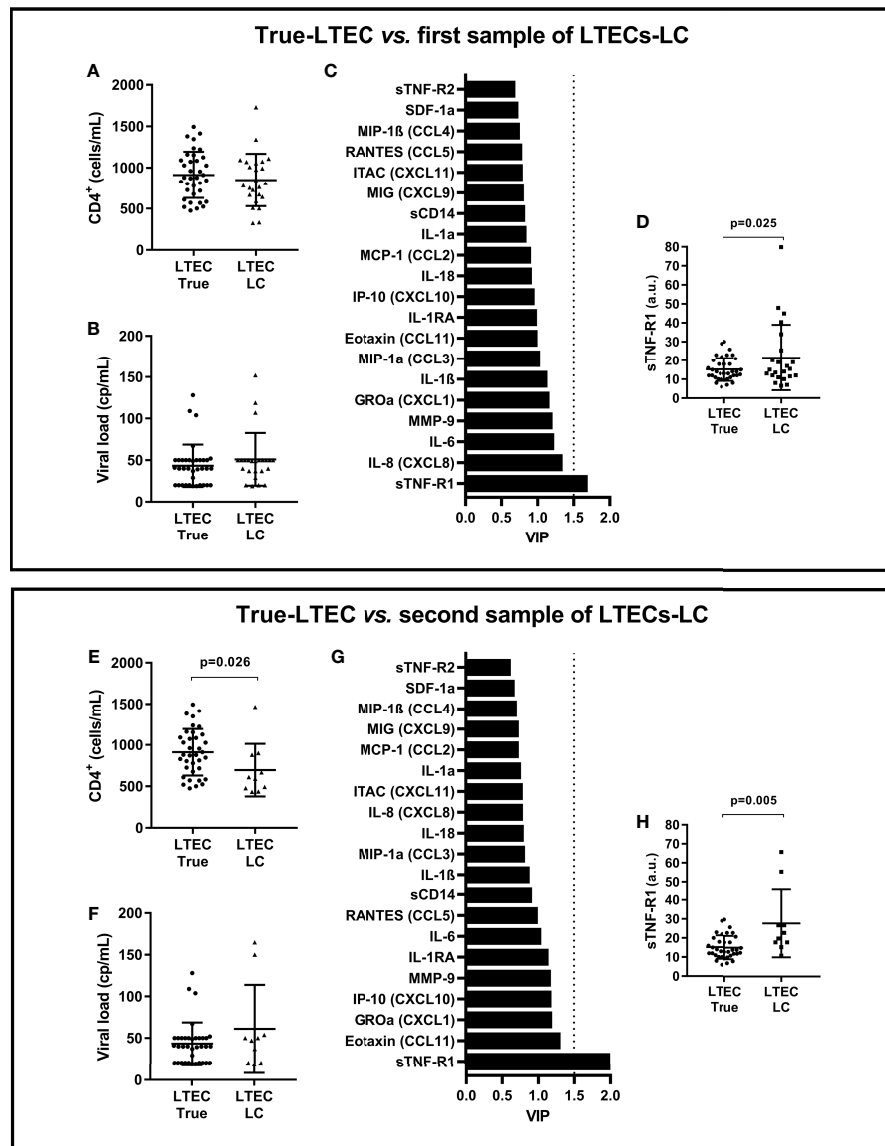 True-LTEC vs. first sample of LTECs-LC
A
CD4+ (cells/mL)
2000
1500
1000
500
0
LTEC
True
LTEC
LC
B
Viral load (cp/mL)
200
150
100
50
0
LTEC
True
LTEC
LC
C
sTNF-R2
SDF-1a
MIP-1ß (CCL4)
RANTES (CCL5)
ITAC (CXCL11)
MIG (CXCL9)
sCD14
IL-1a
MCP-1 (CCL2)
IL-18
IP-10 (CXCL10)
IL-1RA
Eotaxin (CCL11)
MIP-1a (CCL3)
IL-1ß
GROa (CXCL1)
MMP-9
IL-6
IL-8 (CXCL8)
sTNF-R1
0.0 0.5 1.0 1.5 2.0
VIP
D
p=0.025
sTNF-R1 (a.u.)
80
70
60
50
40
30
20
10
0
LTEC
True
LTEC
LC
True-LTEC vs. second sample of LTECs-LC
E
p=0.026
CD4+ (cells/mL)
2000
1500
1000
500
0
LTEC
True
LTEC
LC
F
Viral load (cp/mL)
200
150
100
50
0
LTEC
True
LTEC
LC
G
sTNF-R2
SDF-1a
MIP-1ß (CCL4)
MIG (CXCL9)
MCP-1 (CCL2)
IL-1a
ITAC (CXCL11)
IL-8 (CXCL8)
IL-18
MIP-1a (CCL3)
IL-1ß
sCD14
RANTES (CCL5)
IL-6
IL-1RA
MMP-9
IP-10 (CXCL10)
GROa (CXCL1)
Eotaxin (CCL11)
sTNF-R1
0.0 0.5 1.0 1.5 2.0
VIP
H
p=0.005
sTNF-R1 (a.u.)
80
70
60
50
40
30
20
10
0
LTEC
True
LTEC
LC